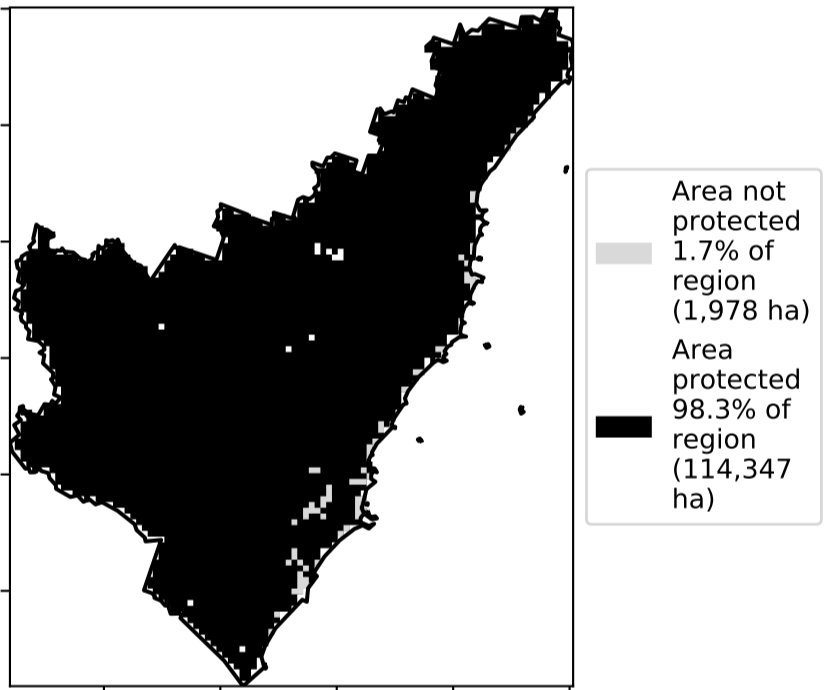 Area not
protected
1.7% of
region
(1,978 ha)
Area
protected
98.3% of
region
(114,347
ha)